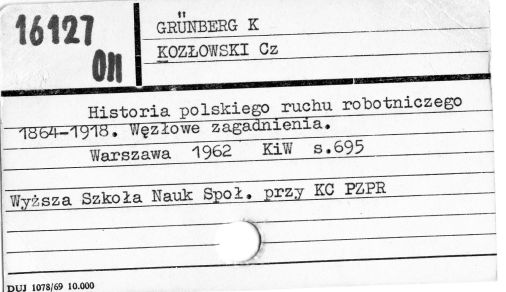 16127
OII
GRÜNBERG K
KOZŁOWSKI Cz
Historia polskiego ruchu robotniczego
1864-1918. Węzłowe zagadnienia.
Warszawa 1962 KiW s.695
Wyższa Szkoła Nauk Społ. przy KC PZPR
DUJ 1078/69 10.000